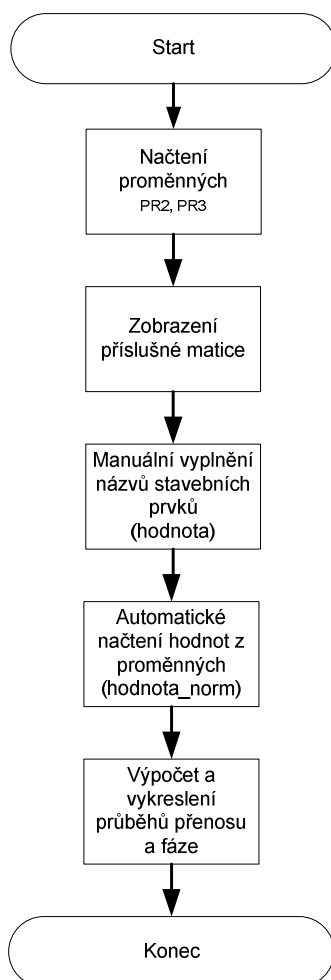 Start
Načtení
proměnných
PR2, PR3
Zobrazení
příslušné matice
Manuální vyplnění
názvů stavebních
prvků
(hodnota)
Automatické
načtení hodnot z
proměnných
(hodnota_norm)
Výpočet a
vykreslení
průběhů přenosu
a fáze
Konec